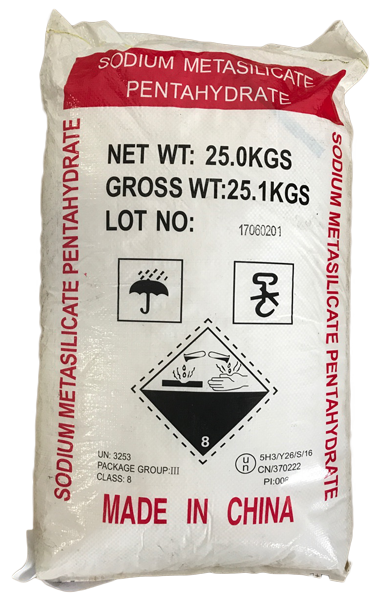 SODIUM METASILICATE
PENTAHYDRATE
SODIUM METASILICATE PENTAHYDRATE
SODIUM METASILICATE PENTAHYDRATE
NET WT: 25.0KGS
GROSS WT:25.1KGS
LOT NO: 17060201
8
UN: 3253
PACKAGE GROUP:III
CLASS: 8
un
5H3/Y26/S/16
CN/370222
MADE IN CHINA